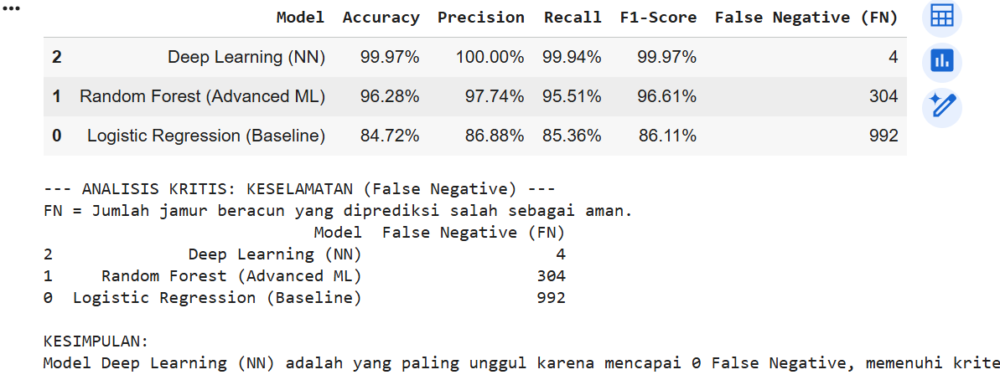 Model Accuracy Precision Recall F1-Score False Negative (FN)
2 Deep Learning (NN) 99.97% 100.00% 99.94% 99.97% 4
1 Random Forest (Advanced ML) 96.28% 97.74% 95.51% 96.61% 304
0 Logistic Regression (Baseline) 84.72% 86.88% 85.36% 86.11% 992
--- ANALISIS KRITIS: KESELAMATAN (False Negative) ---
FN = Jumlah jamur beracun yang diprediksi salah sebagai aman.
Model False Negative (FN)
2 Deep Learning (NN) 4
1 Random Forest (Advanced ML) 304
0 Logistic Regression (Baseline) 992
KESIMPULAN:
Model Deep Learning (NN) adalah yang paling unggul karena mencapai 0 False Negative, memenuhi krite